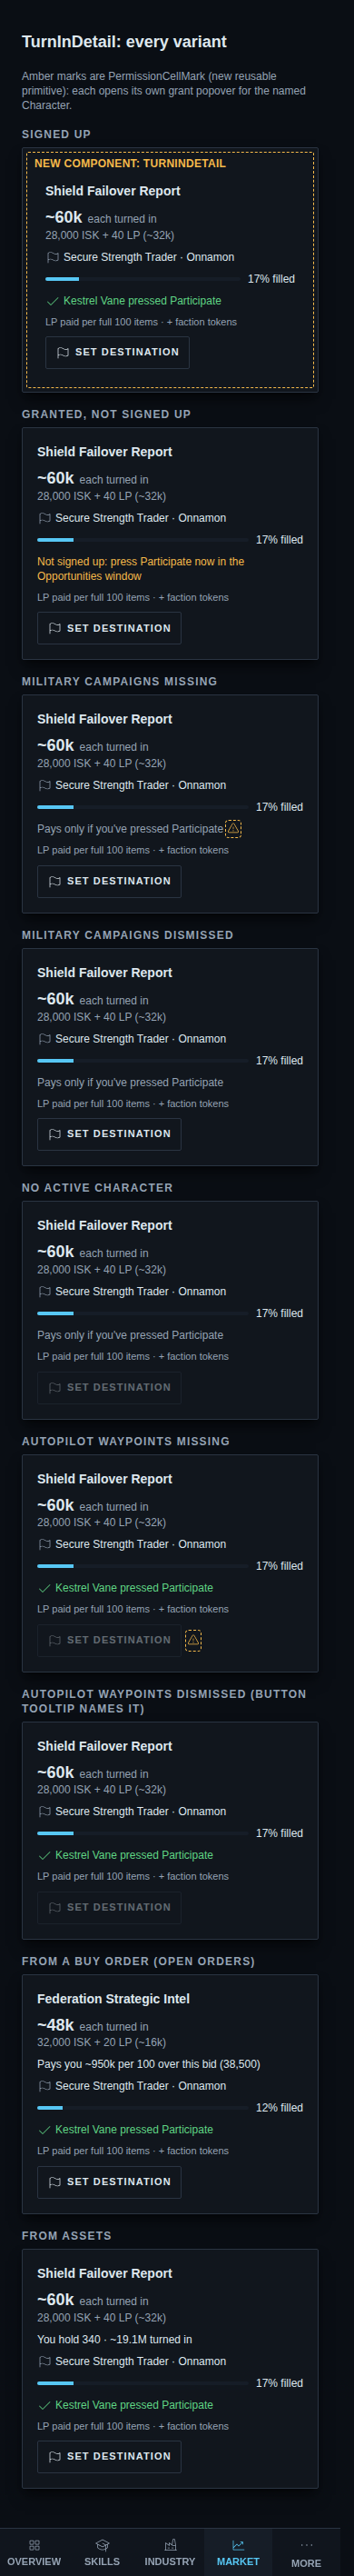 TurnInDetail: every variant
Amber marks are PermissionCellMark (new reusable
primitive): each opens its own grant popover for the named
Character.
SIGNED UP
NEW COMPONENT: TURNINDETAIL
Shield Failover Report
~60k each turned in
28,000 ISK + 40 LP (~32k)
Secure Strength Trader · Onnamon
17% filled
Kestrel Vane pressed Participate
LP paid per full 100 items · + faction tokens
SET DESTINATION
GRANTED, NOT SIGNED UP
Shield Failover Report
~60k each turned in
28,000 ISK + 40 LP (~32k)
Secure Strength Trader · Onnamon
17% filled
Not signed up: press Participate now in the
Opportunities window
LP paid per full 100 items · + faction tokens
SET DESTINATION
MILITARY CAMPAIGNS MISSING
Shield Failover Report
~60k each turned in
28,000 ISK + 40 LP (~32k)
Secure Strength Trader · Onnamon
17% filled
Pays only if you've pressed Participate
LP paid per full 100 items · + faction tokens
SET DESTINATION
MILITARY CAMPAIGNS DISMISSED
Shield Failover Report
~60k each turned in
28,000 ISK + 40 LP (~32k)
Secure Strength Trader · Onnamon
17% filled
Pays only if you've pressed Participate
LP paid per full 100 items · + faction tokens
SET DESTINATION
NO ACTIVE CHARACTER
Shield Failover Report
~60k each turned in
28,000 ISK + 40 LP (~32k)
Secure Strength Trader · Onnamon
17% filled
Pays only if you've pressed Participate
LP paid per full 100 items · + faction tokens
SET DESTINATION
AUTOPILOT WAYPOINTS MISSING
Shield Failover Report
~60k each turned in
28,000 ISK + 40 LP (~32k)
Secure Strength Trader · Onnamon
17% filled
Kestrel Vane pressed Participate
LP paid per full 100 items · + faction tokens
SET DESTINATION
AUTOPILOT WAYPOINTS DISMISSED (BUTTON
TOOLTIP NAMES IT)
Shield Failover Report
~60k each turned in
28,000 ISK + 40 LP (~32k)
Secure Strength Trader · Onnamon
17% filled
Kestrel Vane pressed Participate
LP paid per full 100 items · + faction tokens
SET DESTINATION
FROM A BUY ORDER (OPEN ORDERS)
Federation Strategic Intel
~48k each turned in
32,000 ISK + 20 LP (~16k)
Pays you ~950k per 100 over this bid (38,500)
Secure Strength Trader · Onnamon
12% filled
Kestrel Vane pressed Participate
LP paid per full 100 items · + faction tokens
SET DESTINATION
FROM ASSETS
Shield Failover Report
~60k each turned in
28,000 ISK + 40 LP (~32k)
You hold 340 · ~19.1M turned in
Secure Strength Trader · Onnamon
17% filled
Kestrel Vane pressed Participate
LP paid per full 100 items · + faction tokens
SET DESTINATION
OVERVIEW SKILLS INDUSTRY MARKET MORE